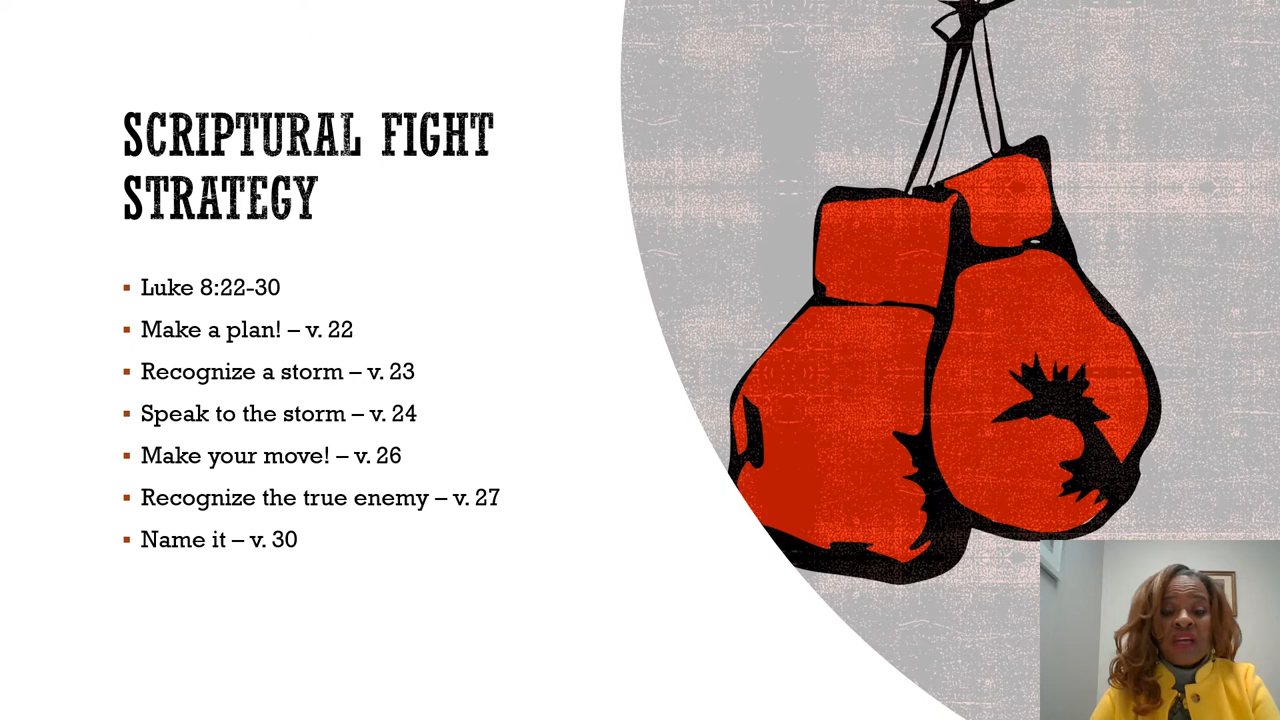 SCRIPTURAL FIGHT
STRATEGY
▪ Luke 8:22-30
▪ Make a plan! – v. 22
▪ Recognize a storm – v. 23
▪ Speak to the storm – v. 24
▪ Make your move! – v. 26
▪ Recognize the true enemy – v. 27
▪ Name it – v. 30